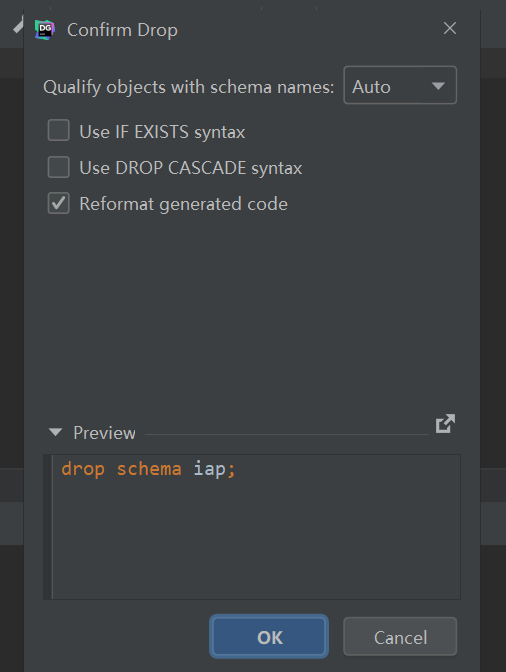 DG
Confirm Drop
Qualify objects with schema names: Auto
Use IF EXISTS syntax
Use DROP CASCADE syntax
Reformat generated code
Preview
drop schema iap;
OK Cancel